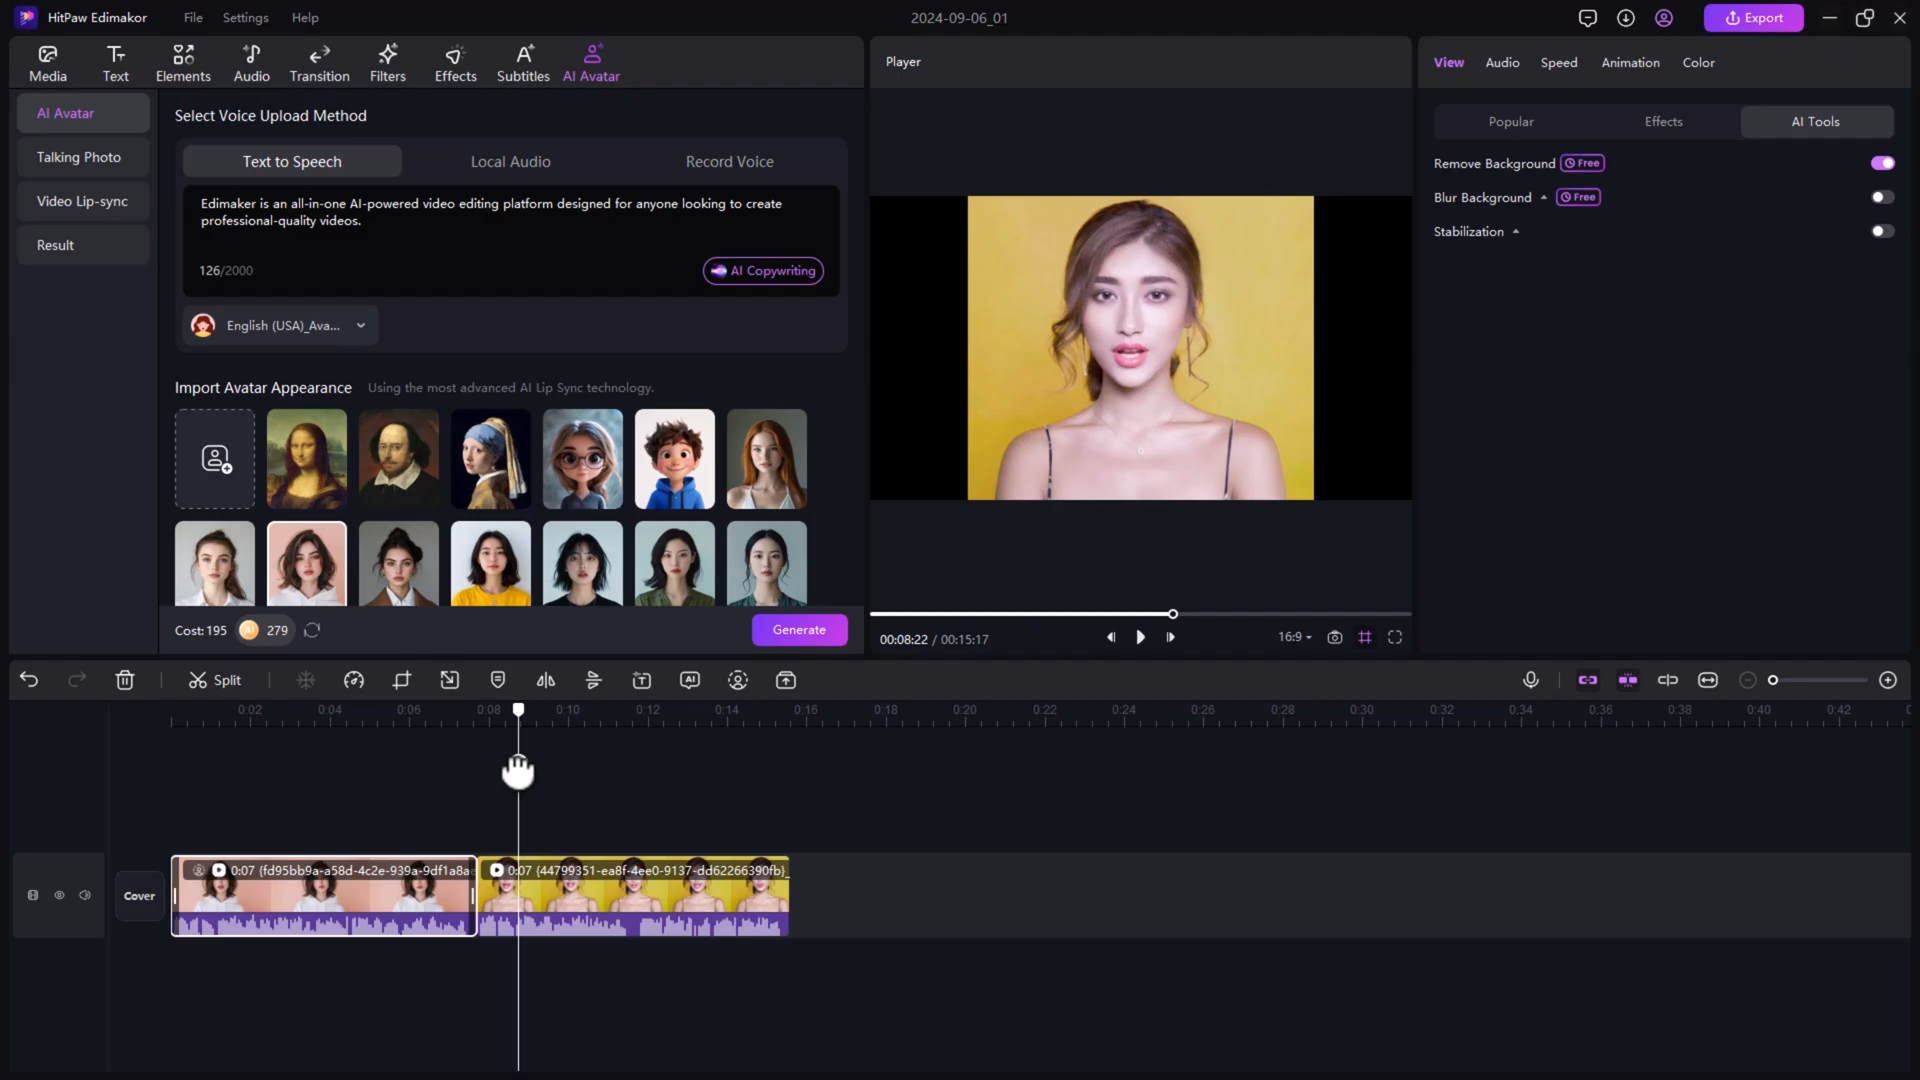 HitPaw Edimakor
File
Settings
Help
2024-09-06_01
Export
Media
Text
Elements
Audio
Transition
Filters
Effects
Subtitles
AI Avatar
AI Avatar
Talking Photo
Video Lip-sync
Result
Select Voice Upload Method
Text to Speech
Local Audio
Record Voice
Edimaker is an all-in-one AI-powered video editing platform designed for anyone looking to create
professional-quality videos.
126/2000
AI Copywriting
English (USA)_Ava...
Import Avatar Appearance
Using the most advanced AI Lip Sync technology.
Cost:195
AI
279
Generate
Player
00:08:22 / 00:15:17
16:9
View
Audio
Speed
Animation
Color
Popular
Effects
AI Tools
Remove Background
Free
Blur Background
Free
Stabilization
Split
AI
0:02
0:04
0:06
0:08
0:10
0:12
0:14
0:16
0:18
0:20
0:22
0:24
0:26
0:28
0:30
0:32
0:34
0:36
0:38
0:40
0:42
Cover
0:07 {fd95bb9a-a58d-4c2e-939a-9df1a8ae
0:07 {44799351-ea8f-4ee0-9137-dd62266390fb}_